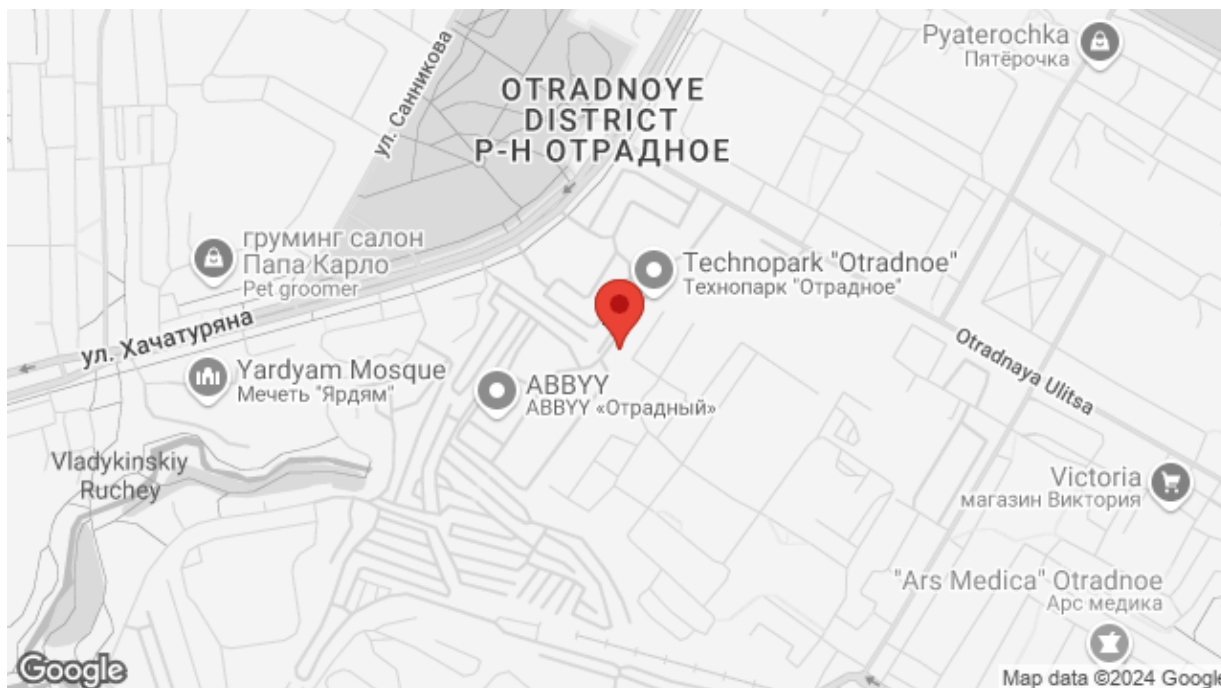 Pyaterochka
Пятёрочка
ул. Санникова
OTRADNOYE
DISTRICT
Р-Н ОТРАДНОЕ
груминг салон
Папа Карло
Pet groomer
Technopark "Otradnoe"
Технопарк "Отрадное"
ул. Хачатуряна
Otradnaya Ulitsa
Yardyam Mosque
Мечеть "Ярдям"
ABBYY
ABBYY «Отрадный»
Vladykinskiy
Ruchey
Victoria
магазин Виктория
"Ars Medica" Otradnoe
Арс медика
Google
Map data ©2024 Google